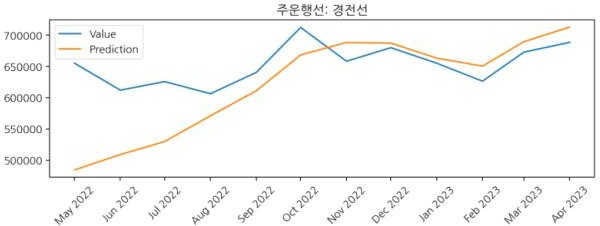 주운행선: 경전선
Value
Prediction
700000
650000
600000
550000
500000
May 2022
Jun 2022
Jul 2022
Aug 2022
Sep 2022
Oct 2022
Nov 2022
Dec 2022
Jan 2023
Feb 2023
Mar 2023
Apr 2023